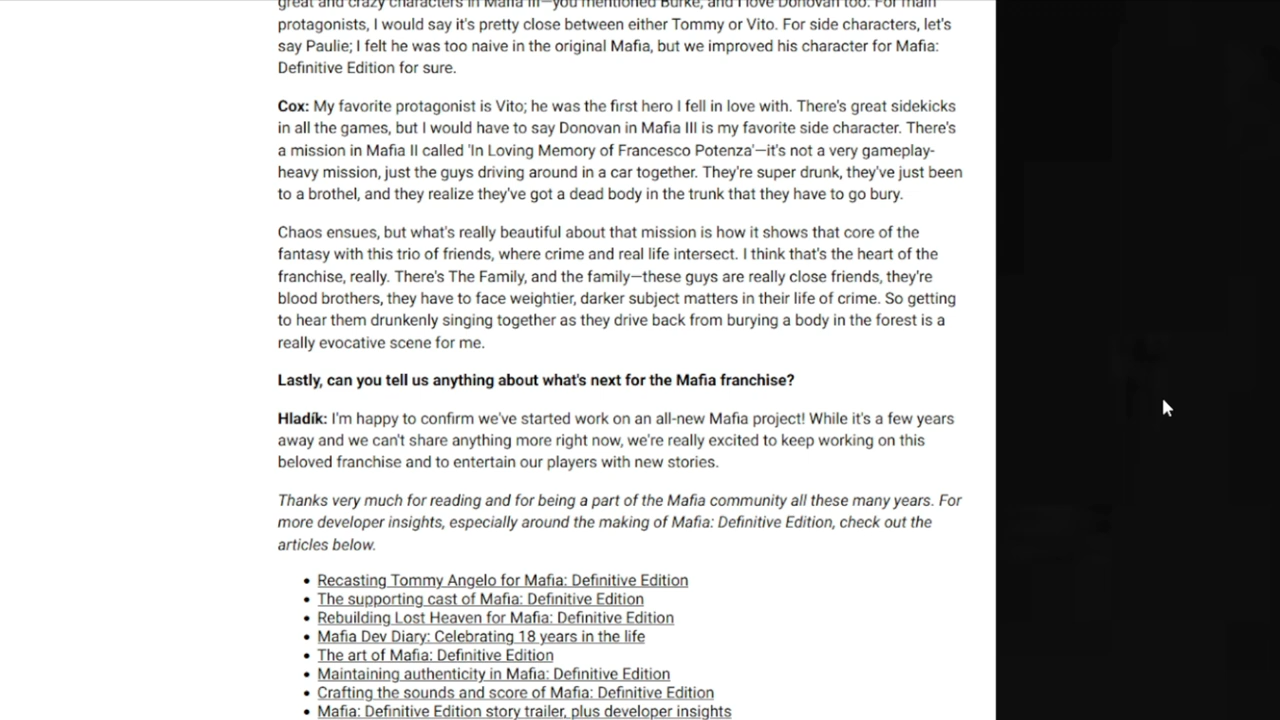 great and crazy characters in Mafia III—you mentioned Burke, and I love Donovan too. For main
protagonists, I would say it's pretty close between either Tommy or Vito. For side characters, let's
say Paulie; I felt he was too naive in the original Mafia, but we improved his character for Mafia:
Definitive Edition for sure.
Cox: My favorite protagonist is Vito; he was the first hero I fell in love with. There's great sidekicks
in all the games, but I would have to say Donovan in Mafia III is my favorite side character. There's
a mission in Mafia II called 'In Loving Memory of Francesco Potenza'—it's not a very gameplay-
heavy mission, just the guys driving around in a car together. They're super drunk, they've just been
to a brothel, and they realize they've got a dead body in the trunk that they have to go bury.
Chaos ensues, but what's really beautiful about that mission is how it shows that core of the
fantasy with this trio of friends, where crime and real life intersect. I think that's the heart of the
franchise, really. There's The Family, and the family—these guys are really close friends, they're
blood brothers, they have to face weightier, darker subject matters in their life of crime. So getting
to hear them drunkenly singing together as they drive back from burying a body in the forest is a
really evocative scene for me.
Lastly, can you tell us anything about what's next for the Mafia franchise?
Hladík: I'm happy to confirm we've started work on an all-new Mafia project! While it's a few years
away and we can't share anything more right now, we're really excited to keep working on this
beloved franchise and to entertain our players with new stories.
Thanks very much for reading and for being a part of the Mafia community all these many years. For
more developer insights, especially around the making of Mafia: Definitive Edition, check out the
articles below.
• Recasting Tommy Angelo for Mafia: Definitive Edition
• The supporting cast of Mafia: Definitive Edition
• Rebuilding Lost Heaven for Mafia: Definitive Edition
• Mafia Dev Diary: Celebrating 18 years in the life
• The art of Mafia: Definitive Edition
• Maintaining authenticity in Mafia: Definitive Edition
• Crafting the sounds and score of Mafia: Definitive Edition
• Mafia: Definitive Edition story trailer, plus developer insights